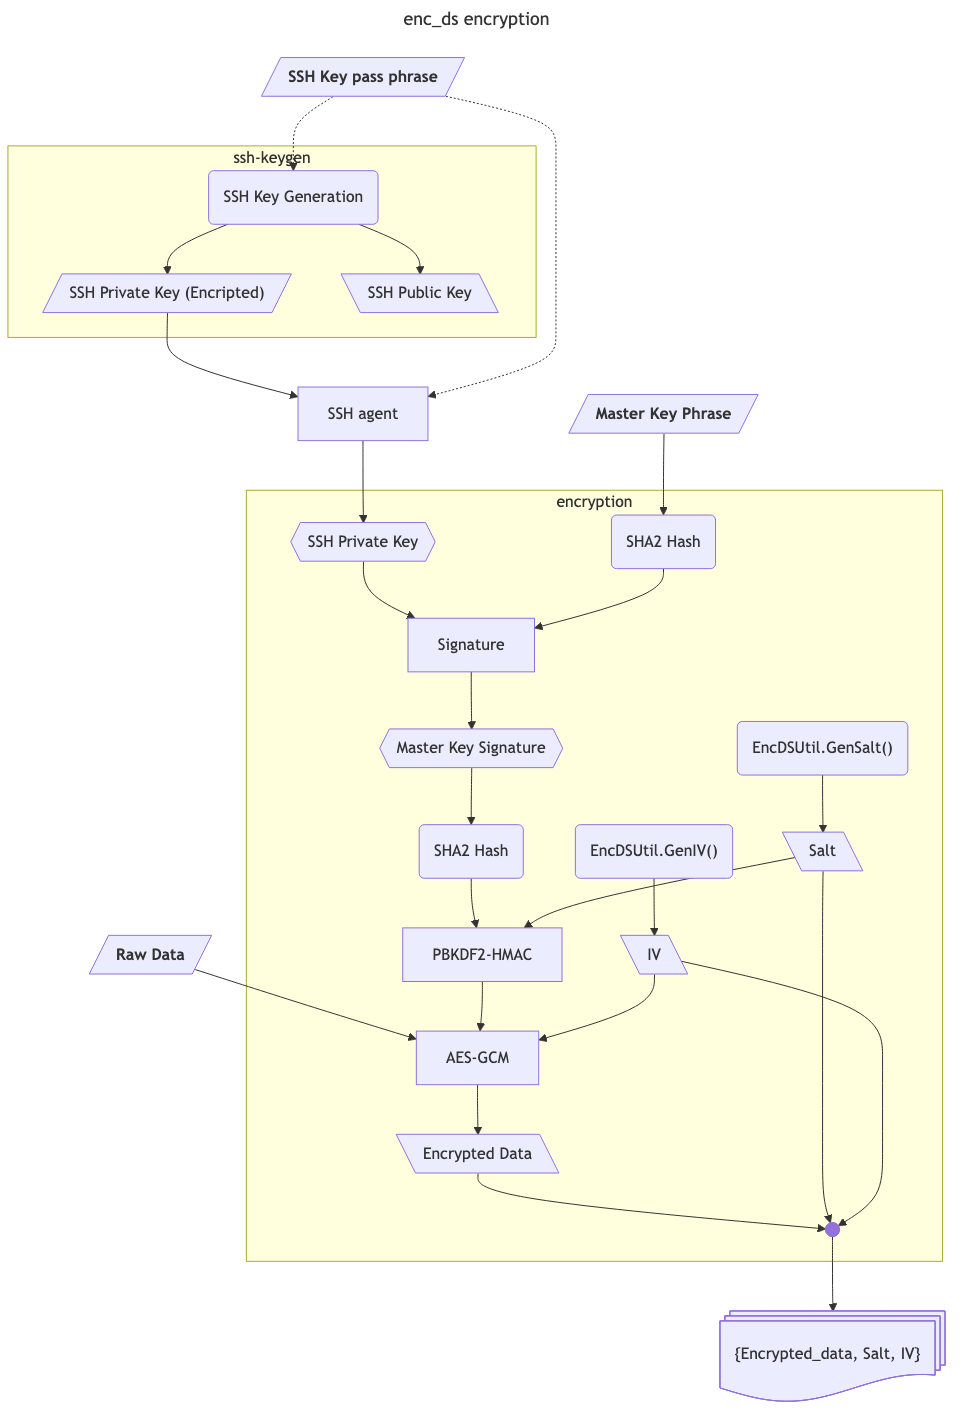 enc_ds encryption
SSH Key pass phrase
ssh-keygen
SSH Key Generation
SSH Private Key (Encripted)
SSH Public Key
SSH agent
Master Key Phrase
encryption
SSH Private Key
SHA2 Hash
Signature
Master Key Signature
EncDSUtil.GenSalt()
SHA2 Hash
EncDSUtil.GenIV()
Salt
Raw Data
PBKDF2-HMAC
IV
AES-GCM
Encrypted Data
{Encrypted_data, Salt, IV}